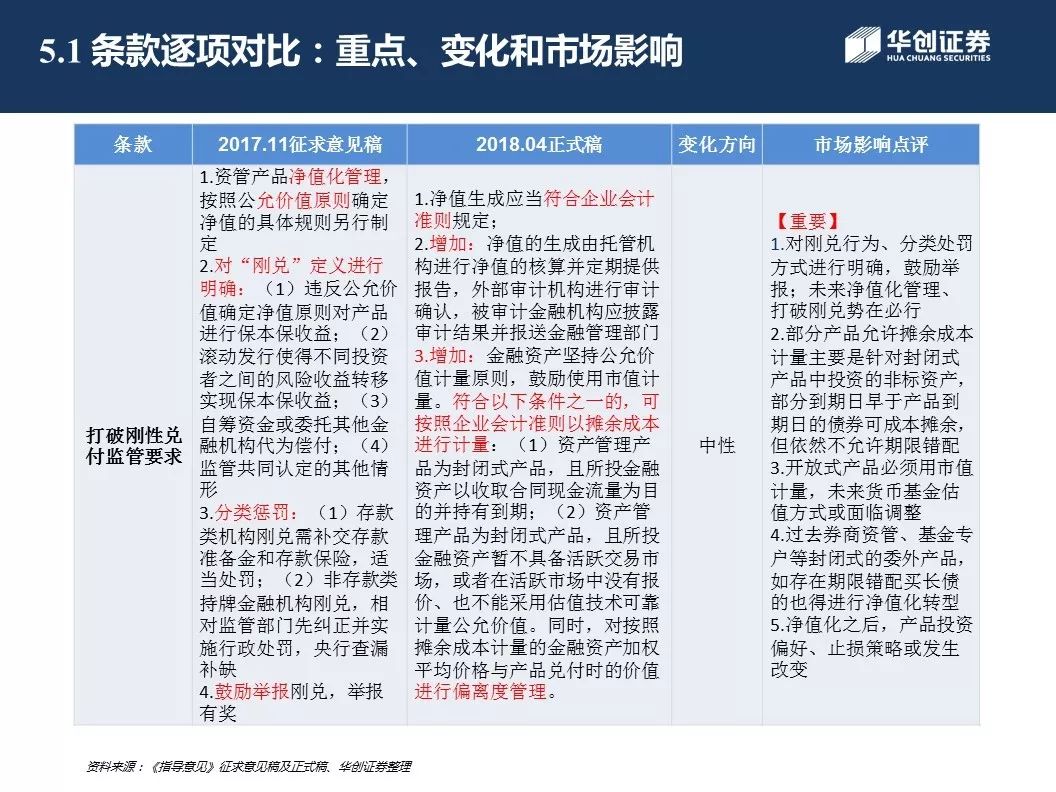 5.1 条款逐项对比：重点、变化和市场影响
华创证券
HUA CHUANG SECURITIES
条款
2017.11征求意见稿
2018.04正式稿
变化方向
市场影响点评
打破刚性兑
付监管要求
1.资管产品净值化管理，
按照公允价值原则确定
净值的具体规则另行制
定
2.对“刚兑”定义进行
明确：（1）违反公允价
值确定净值原则对产品
进行保本保收益；（2）
滚动发行使得不同投资
者之间的风险收益转移
实现保本保收益；（3）
自筹资金或委托其他金
融机构代为偿付；（4）
监管共同认定的其他情
形
3.分类惩罚：（1）存款
类机构刚兑需补交存款
准备金和存款保险，适
当处罚；（2）非存款类
持牌金融机构刚兑，相
对监管部门先纠正并实
施行政处罚，央行查漏
补缺
4.鼓励举报刚兑，举报
有奖
1.净值生成应当符合企业会计
准则规定；
2.增加：净值的生成由托管机
构进行净值的核算并定期提供
报告，外部审计机构进行审计
确认，被审计金融机构应披露
审计结果并报送金融管理部门
3.增加：金融资产坚持公允价
值计量原则，鼓励使用市值计
量。符合以下条件之一的，可
按照企业会计准则以摊余成本
进行计量：（1）资产管理产
品为封闭式产品，且所投金融
资产以收取合同现金流量为目
的并持有到期；（2）资产管
理产品为封闭式产品，且所投
金融资产暂不具备活跃交易市
场，或者在活跃市场中没有报
价、也不能采用估值技术可靠
计量公允价值。同时，对按照
摊余成本计量的金融资产加权
平均价格与产品兑付时的价值
进行偏离度管理。
中性
【重要】
1.对刚兑行为、分类处罚
方式进行明确，鼓励举
报；未来净值化管理、
打破刚兑势在必行
2.部分产品允许摊余成本
计量主要是针对封闭式
产品中投资的非标资产，
部分到期日早于产品到
期日的债券可成本摊余，
但依然不允许期限错配
3.开放式产品必须用市值
计量，未来货币基金估
值方式或面临调整
4.过去券商资管、基金专
户等封闭式的委外产品，
如存在期限错配买长债
的也得进行净值化转型
5.净值化之后，产品投资
偏好、止损策略或发生
改变
资料来源：《指导意见》征求意见稿及正式稿、华创证券整理